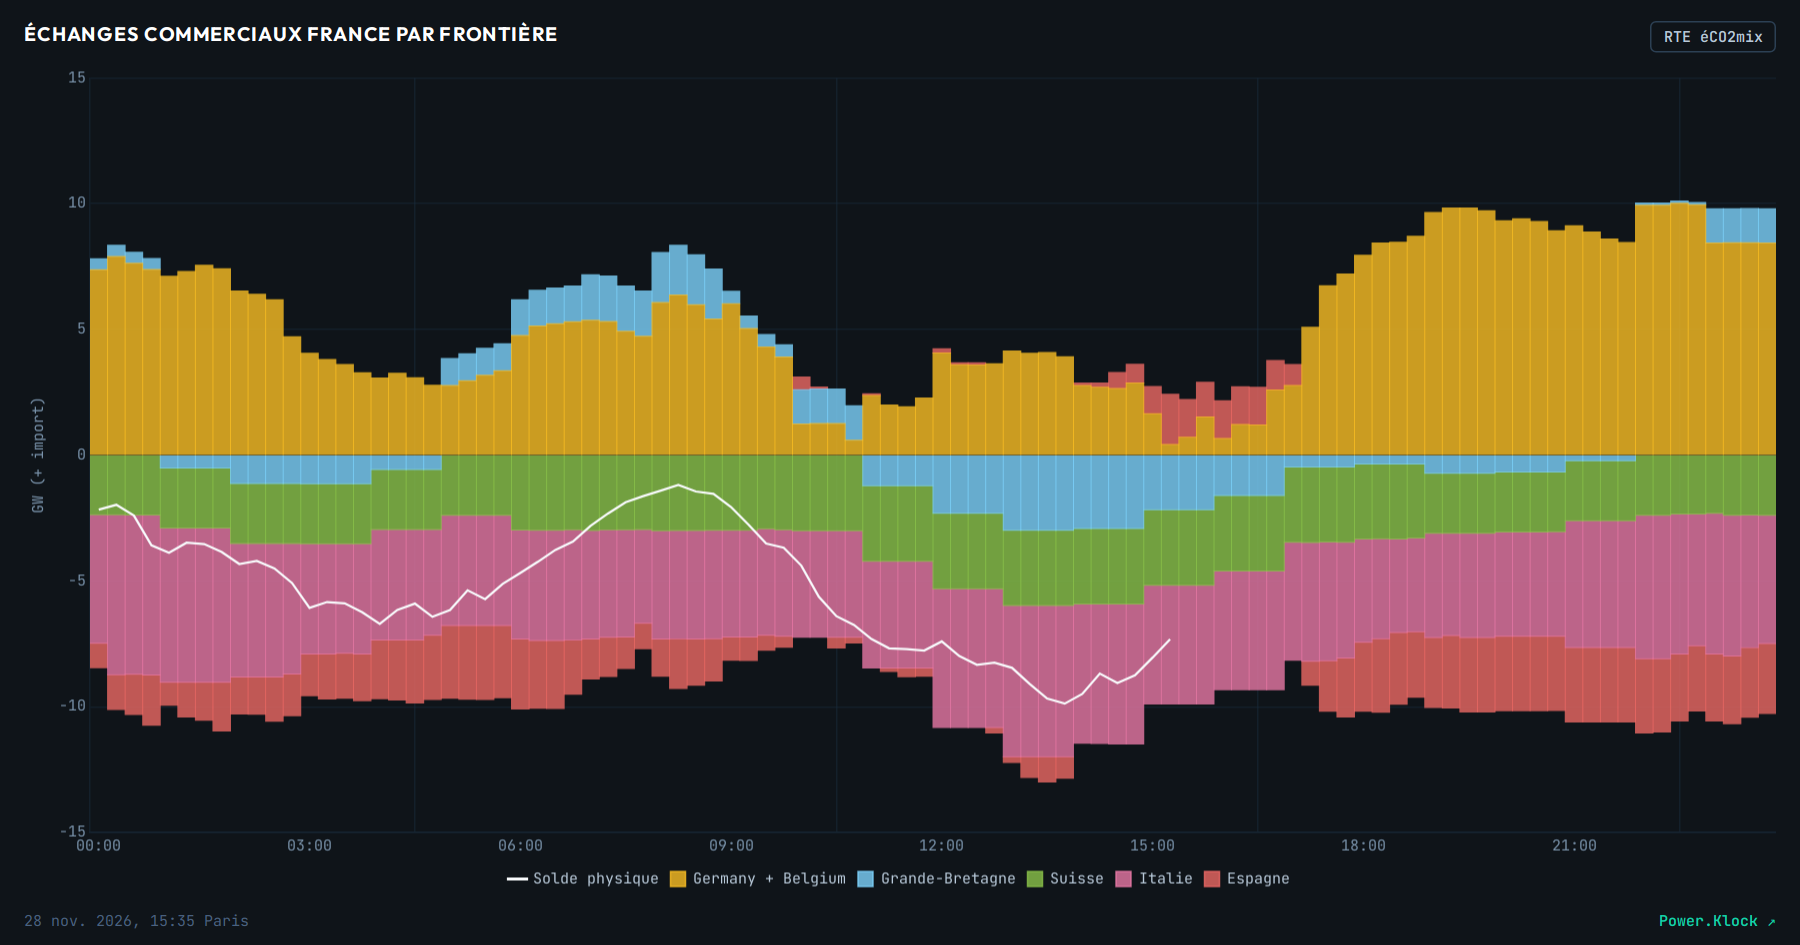 ÉCHANGES COMMERCIAUX FRANCE PAR FRONTIÈRE
RTE éCO2mix
15
10
5
0
-5
-10
-15
GW (+ import)
00:00 03:00 06:00 09:00 12:00 15:00 18:00 21:00
Solde physique Germany + Belgium Grande-Bretagne Suisse Italie Espagne
28 nov. 2026, 15:35 Paris
Power.Klock ↗